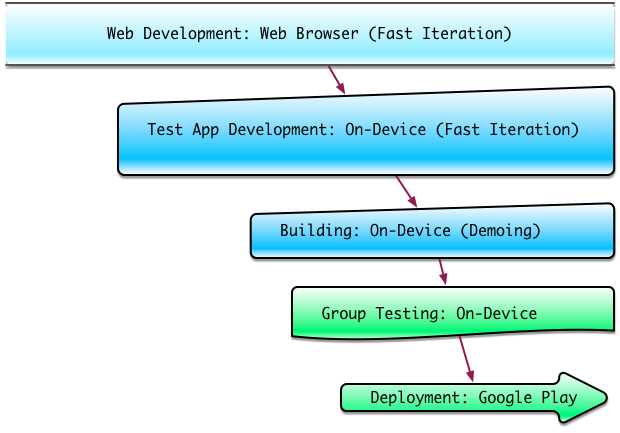 Web Development: Web Browser (Fast Iteration)
Test App Development: On-Device (Fast Iteration)
Building: On-Device (Demoing)
Group Testing: On-Device
Deployment: Google Play